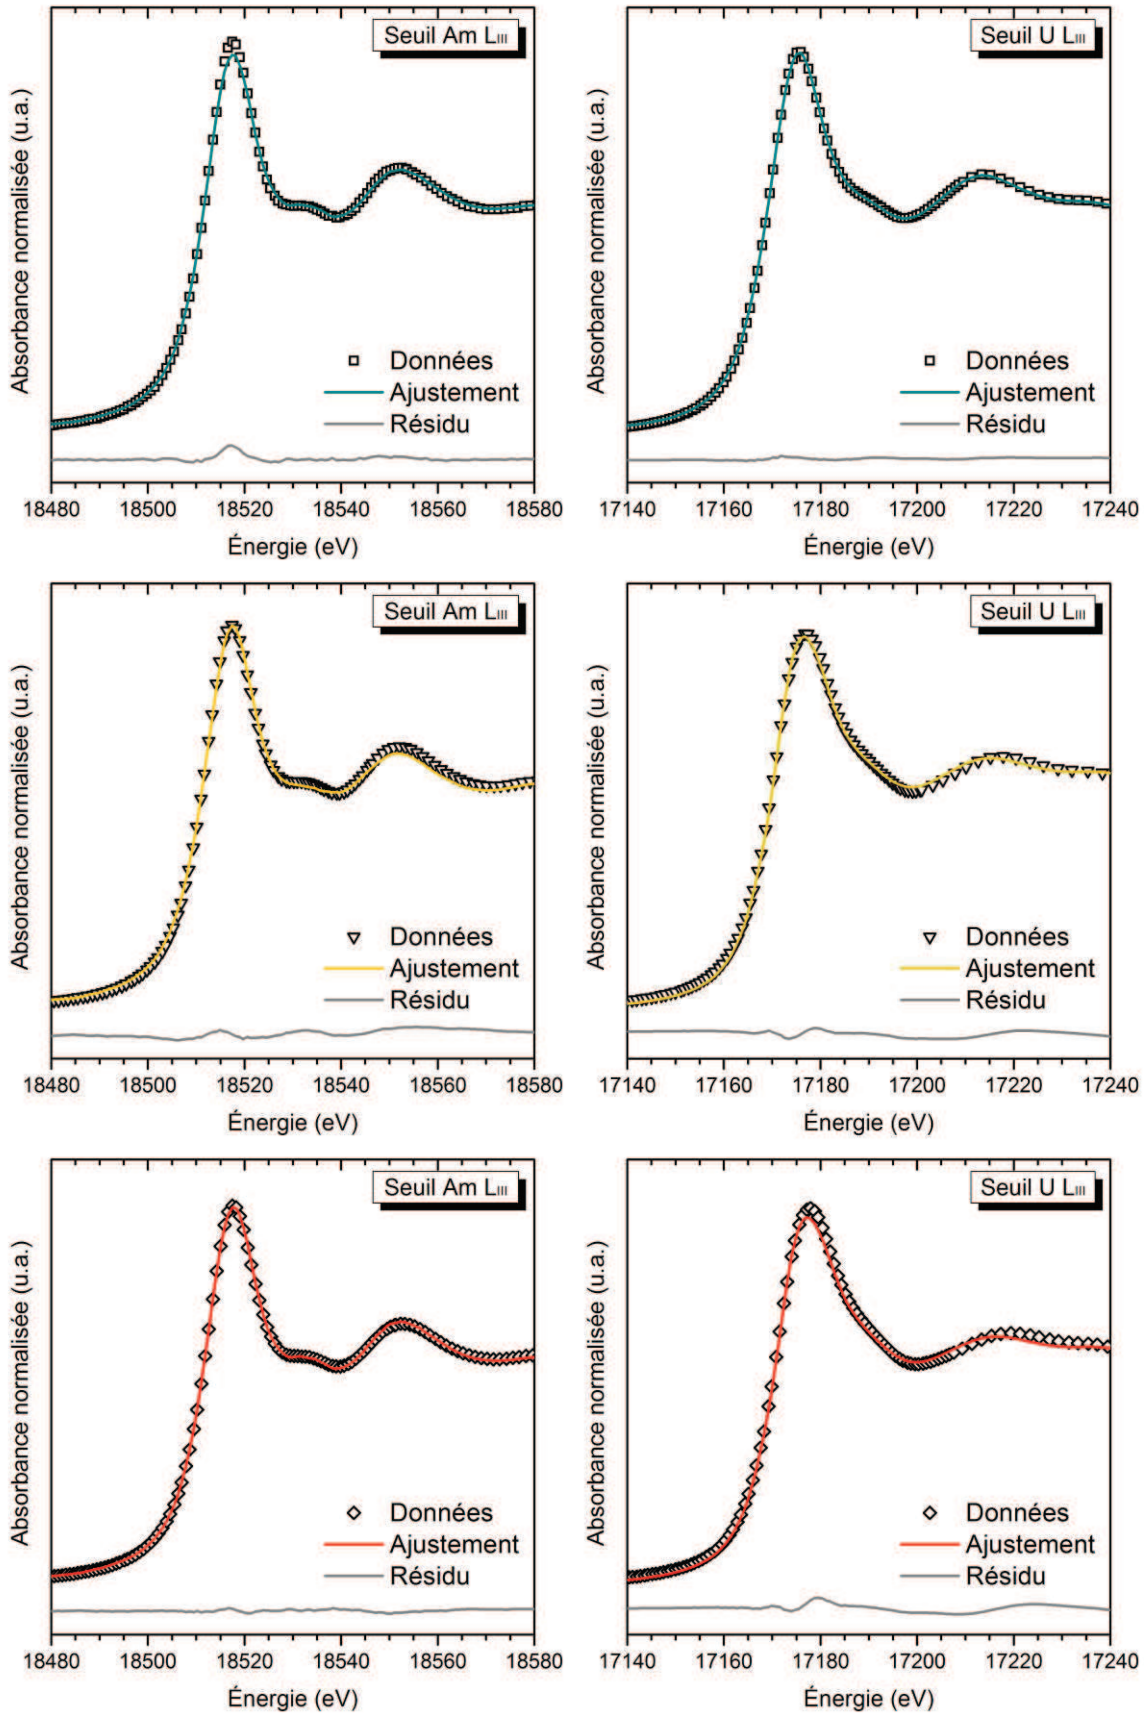 Seuil Am LIII
Absorbance normalisée (u.a.)
Données
Ajustement
Résidu
18480 18500 18520 18540 18560 18580
Énergie (eV)
Seuil U LIII
Absorbance normalisée (u.a.)
Données
Ajustement
Résidu
17140 17160 17180 17200 17220 17240
Énergie (eV)
Seuil Am LIII
Absorbance normalisée (u.a.)
Données
Ajustement
Résidu
18480 18500 18520 18540 18560 18580
Énergie (eV)
Seuil U LIII
Absorbance normalisée (u.a.)
Données
Ajustement
Résidu
17140 17160 17180 17200 17220 17240
Énergie (eV)
Seuil Am LIII
Absorbance normalisée (u.a.)
Données
Ajustement
Résidu
18480 18500 18520 18540 18560 18580
Énergie (eV)
Seuil U LIII
Absorbance normalisée (u.a.)
Données
Ajustement
Résidu
17140 17160 17180 17200 17220 17240
Énergie (eV)